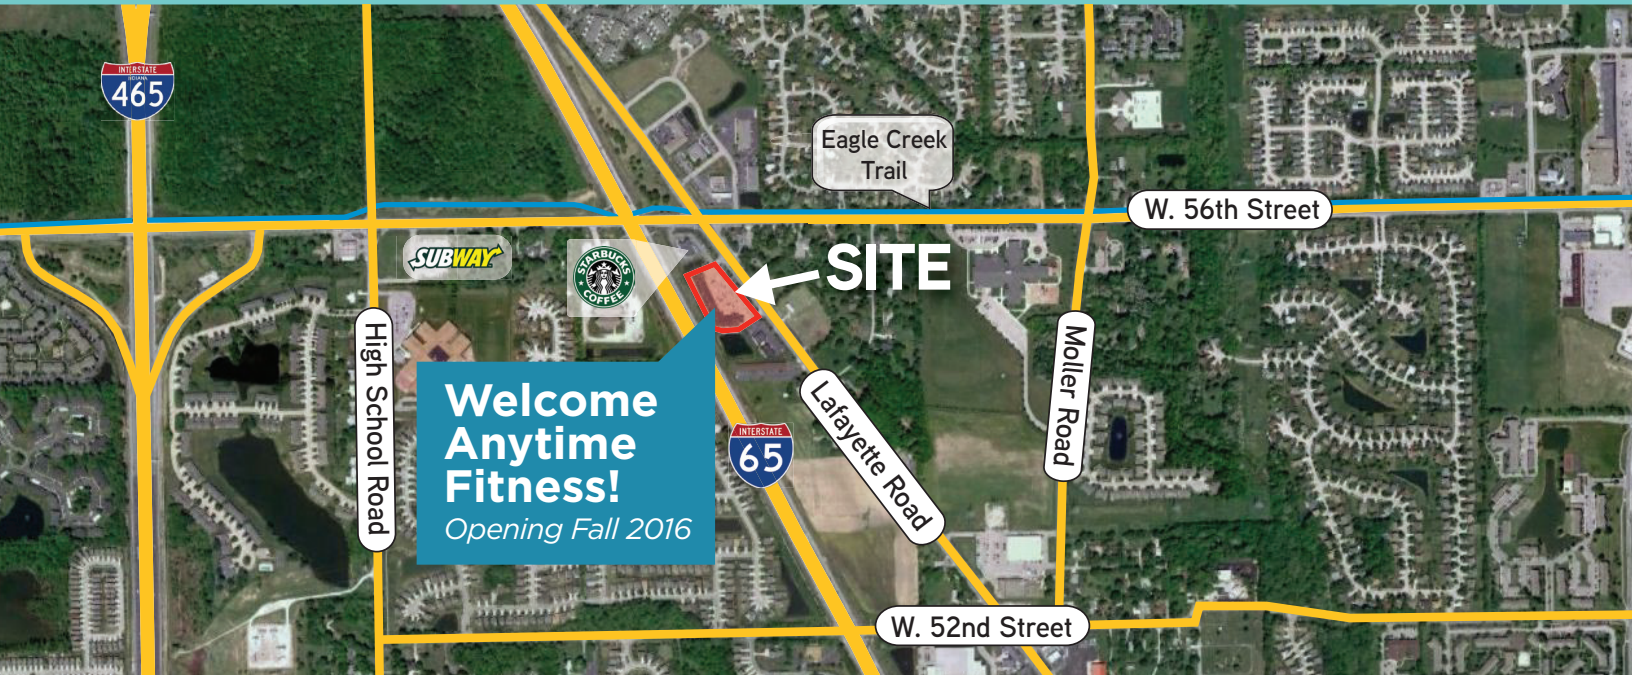 INTERSTATE
INDIANA
465
Eagle Creek
Trail
W. 56th Street
SUBWAY
STARBUCKS
COFFEE
SITE
High School Road
Moller Road
Welcome
Anytime
Fitness!
Opening Fall 2016
INTERSTATE
65
Lafayette Road
W. 52nd Street